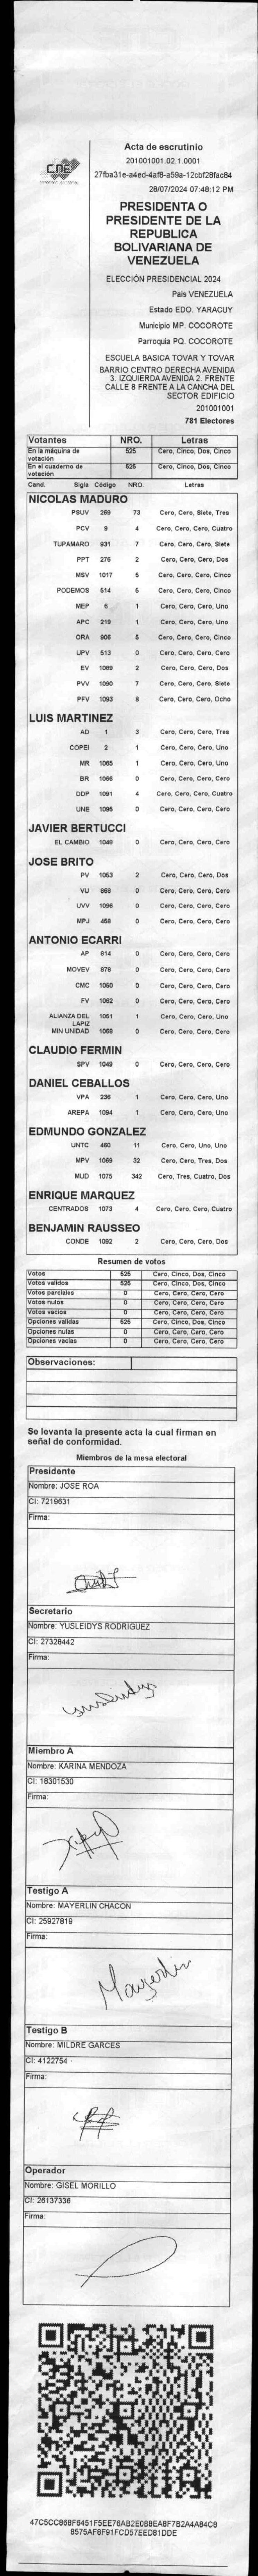 CNE
Acta de escrutinio
201001001.02.1.0001
27fba31e-a4ed-4af8-a59a-12cbf28fac84
28/07/2024 07:48:12 PM
PRESIDENTA O
PRESIDENTE DE LA
REPUBLICA
BOLIVARIANA DE
VENEZUELA
ELECCIÓN PRESIDENCIAL 2024
Pais VENEZUELA
Estado EDO. YARACUY
Municipio MP. COCOROTE
Parroquia PQ. COCOROTE
ESCUELA BASICA TOVAR Y TOVAR
BARRIO CENTRO DERECHA AVENIDA
3. IZQUIERDA AVENIDA 2. FRENTE
CALLE 8 FRENTE A LA CANCHA DEL
SECTOR EDIFICIO
201001001
781 Electores
Votantes NRO. Letras
En la máquina de votación 525 Cero, Cinco, Dos, Cinco
En el cuaderno de votación 525 Cero, Cinco, Dos, Cinco
Cand. Sigla Código NRO. Letras
NICOLAS MADURO
PSUV 269 73 Cero, Cero, Siete, Tres
PCV 9 4 Cero, Cero, Cero, Cuatro
TUPAMARO 931 7 Cero, Cero, Cero, Siete
PPT 276 2 Cero, Cero, Cero, Dos
MSV 1017 5 Cero, Cero, Cero, Cinco
PODEMOS 514 5 Cero, Cero, Cero, Cinco
MEP 6 1 Cero, Cero, Cero, Uno
APC 219 1 Cero, Cero, Cero, Uno
ORA 906 5 Cero, Cero, Cero, Cinco
UPV 513 0 Cero, Cero, Cero, Cero
EV 1089 2 Cero, Cero, Cero, Dos
PVV 1090 7 Cero, Cero, Cero, Siete
PFV 1093 8 Cero, Cero, Cero, Ocho
LUIS MARTINEZ
AD 1 3 Cero, Cero, Cero, Tres
COPEI 2 1 Cero, Cero, Cero, Uno
MR 1065 1 Cero, Cero, Cero, Uno
BR 1066 0 Cero, Cero, Cero, Cero
DDP 1091 4 Cero, Cero, Cero, Cuatro
UNE 1095 0 Cero, Cero, Cero, Cero
JAVIER BERTUCCI
EL CAMBIO 1048 0 Cero, Cero, Cero, Cero
JOSE BRITO
PV 1053 2 Cero, Cero, Cero, Dos
VU 868 0 Cero, Cero, Cero, Cero
UVV 1096 0 Cero, Cero, Cero, Cero
MPJ 458 0 Cero, Cero, Cero, Cero
ANTONIO ECARRI
AP 814 0 Cero, Cero, Cero, Cero
MOVEV 879 0 Cero, Cero, Cero, Cero
CMC 1050 0 Cero, Cero, Cero, Cero
FV 1062 0 Cero, Cero, Cero, Cero
ALIANZA DEL LAPIZ 1051 1 Cero, Cero, Cero, Uno
MIN UNIDAD 1068 0 Cero, Cero, Cero, Cero
CLAUDIO FERMIN
SPV 1049 0 Cero, Cero, Cero, Cero
DANIEL CEBALLOS
VPA 236 1 Cero, Cero, Cero, Uno
AREPA 1094 1 Cero, Cero, Cero, Uno
EDMUNDO GONZALEZ
UNTC 460 11 Cero, Cero, Uno, Uno
MPV 1069 32 Cero, Cero, Tres, Dos
MUD 1075 342 Cero, Tres, Cuatro, Dos
ENRIQUE MARQUEZ
CENTRADOS 1073 4 Cero, Cero, Cero, Cuatro
BENJAMIN RAUSSEO
CONDE 1092 2 Cero, Cero, Cero, Dos
Resumen de votos
Votos 525 Cero, Cinco, Dos, Cinco
Votos validos 525 Cero, Cinco, Dos, Cinco
Votos parciales 0 Cero, Cero, Cero, Cero
Votos nulos 0 Cero, Cero, Cero, Cero
Votos vacios 0 Cero, Cero, Cero, Cero
Opciones validas 525 Cero, Cinco, Dos, Cinco
Opciones nulas 0 Cero, Cero, Cero, Cero
Opciones vacias 0 Cero, Cero, Cero, Cero
Observaciones:
Se levanta la presente acta la cual firman en
señal de conformidad.
Miembros de la mesa electoral
Presidente
Nombre: JOSE ROA
CI: 7219631
Firma:
Secretario
Nombre: YUSLEIDYS RODRIGUEZ
CI: 27328442
Firma:
Miembro A
Nombre: KARINA MENDOZA
CI: 18301530
Firma:
Testigo A
Nombre: MAYERLIN CHACON
CI: 25927819
Firma:
Mayerlin
Testigo B
Nombre: MILDRE GARCES
CI: 4122754
Firma:
Operador
Nombre: GISEL MORILLO
CI: 26137336
Firma:
47C5CC868F6451F5EE76AB2E0B8EA8F7B2A4A84C8
8575AF8F91FCD57EED81DDE